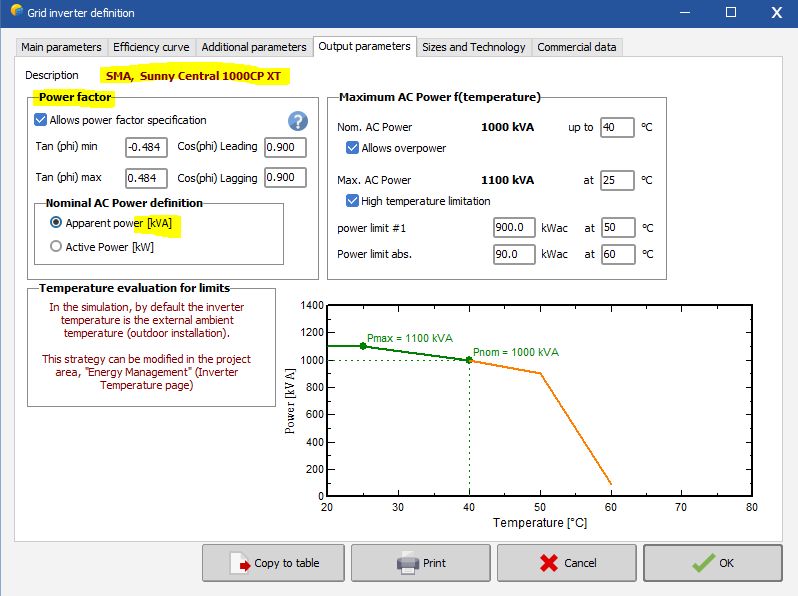 Grid inverter definition
Main parameters Efficiency curve Additional parameters Output parameters Sizes and Technology Commercial data
Description SMA, Sunny Central 1000CP XT
Power factor
Allows power factor specification ?
Tan (phi) min -0.484 Cos(phi) Leading 0.900
Tan (phi) max 0.484 Cos(phi) Lagging 0.900
Nominal AC Power definition
Apparent power [kVA]
Active Power [kW]
Maximum AC Power f(temperature)
Nom. AC Power 1000 kVA up to 40 ºC
Allows overpower
Max. AC Power 1100 kVA at 25 ºC
High temperature limitation
power limit #1 900.0 kWac at 50 ºC
Power limit abs. 90.0 kWac at 60 ºC
Temperature evaluation for limits
In the simulation, by default the inverter
temperature is the external ambient
temperature (outdoor installation).
This strategy can be modified in the project
area, "Energy Management" (Inverter
Temperature page)
Power [kVA]
1400
1200
1000
800
600
400
200
0
Pmax = 1100 kVA
Pnom = 1000 kVA
20 30 40 50 60 70 80
Temperature [°C]
Copy to table Print Cancel OK